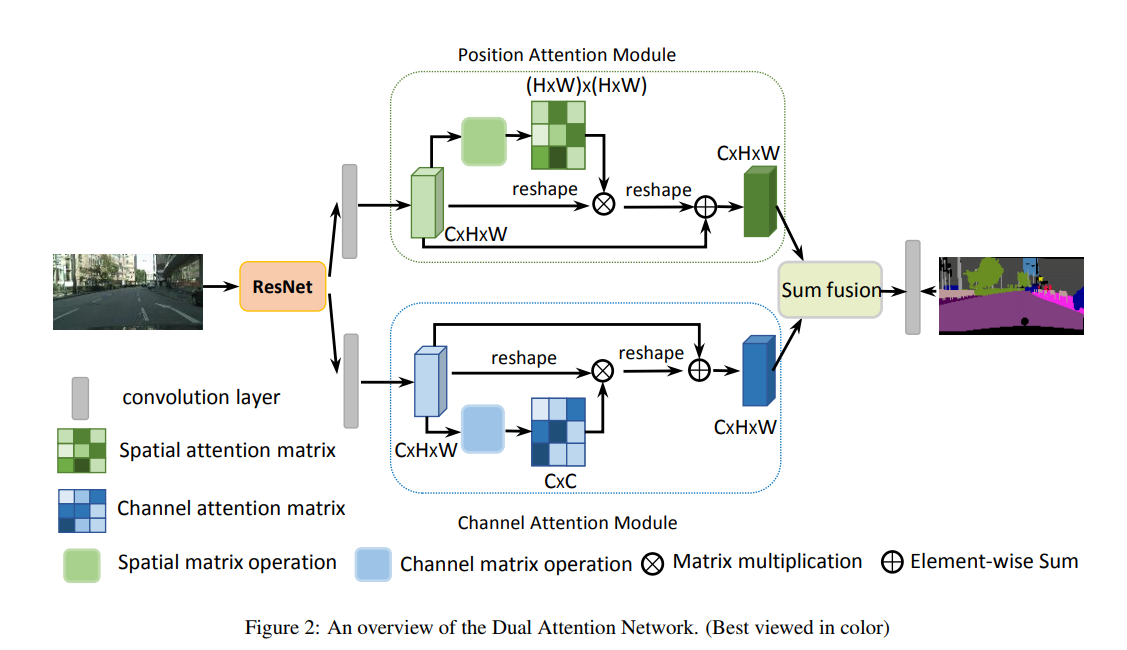 Position Attention Module
(HxW)x(HxW)
CxHxW
reshape
reshape
CxHxW
ResNet
Sum fusion
reshape
reshape
CxHxW
CxHxW
CxC
Channel Attention Module
convolution layer
Spatial attention matrix
Channel attention matrix
Spatial matrix operation
Channel matrix operation
Matrix multiplication
Element-wise Sum
Figure 2: An overview of the Dual Attention Network. (Best viewed in color)